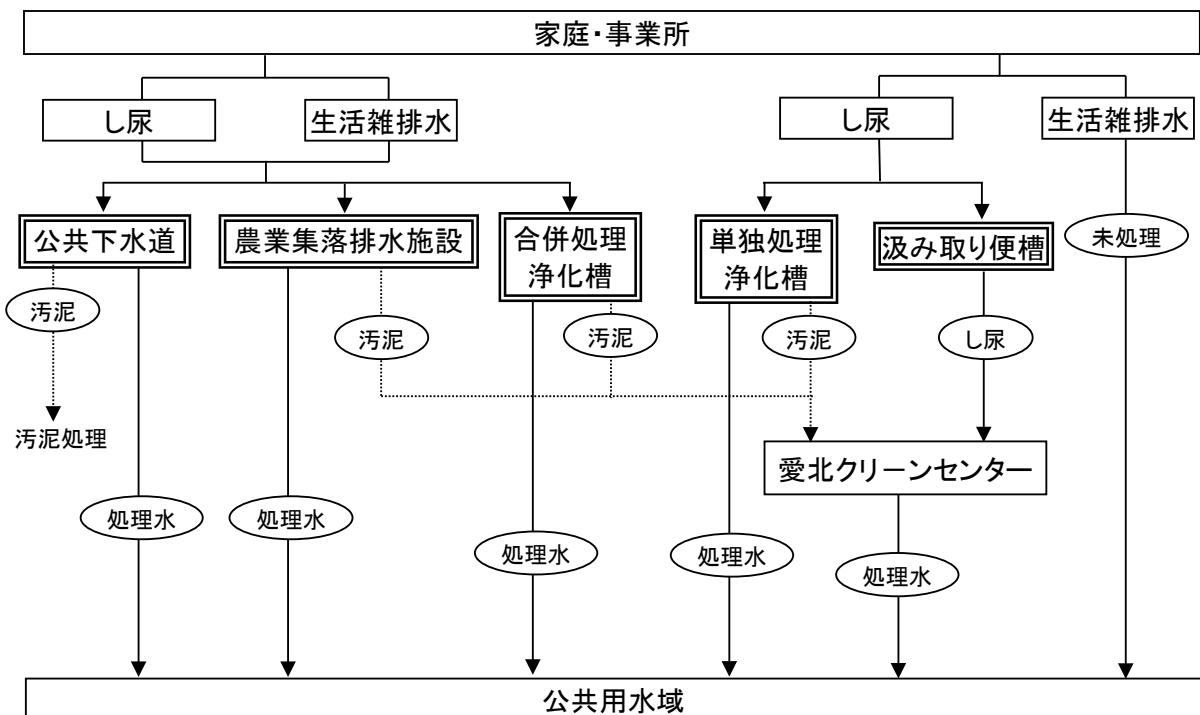 家庭・事業所
し尿
生活雑排水
し尿
生活雑排水
公共下水道
農業集落排水施設
合併処理
浄化槽
単独処理
浄化槽
汲み取り便槽
未処理
汚泥
汚泥
汚泥
汚泥
し尿
汚泥処理
愛北クリーンセンター
処理水
処理水
処理水
処理水
処理水
公共用水域